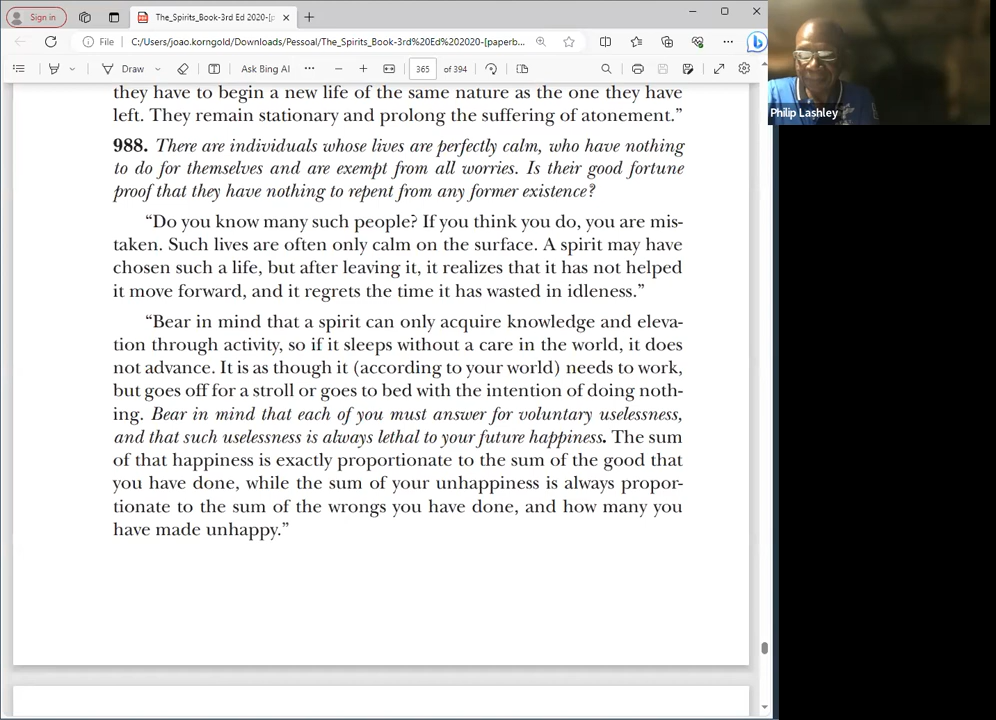 Sign in
The_Spirits_Book-3rd Ed 2020-[p
File
C:/Users/joao.korngold/Downloads/Pessoal/The_Spirits_Book-3rd%20Ed%202020-[paperb...
Draw
Ask Bing AI
365
of 394
Philip Lashley
they have to begin a new life of the same nature as the one they have
left. They remain stationary and prolong the suffering of atonement.”
988. There are individuals whose lives are perfectly calm, who have nothing
to do for themselves and are exempt from all worries. Is their good fortune
proof that they have nothing to repent from any former existence?
“Do you know many such people? If you think you do, you are mis-
taken. Such lives are often only calm on the surface. A spirit may have
chosen such a life, but after leaving it, it realizes that it has not helped
it move forward, and it regrets the time it has wasted in idleness.”
“Bear in mind that a spirit can only acquire knowledge and eleva-
tion through activity, so if it sleeps without a care in the world, it does
not advance. It is as though it (according to your world) needs to work,
but goes off for a stroll or goes to bed with the intention of doing noth-
ing. Bear in mind that each of you must answer for voluntary uselessness,
and that such uselessness is always lethal to your future happiness. The sum
of that happiness is exactly proportionate to the sum of the good that
you have done, while the sum of your unhappiness is always propor-
tionate to the sum of the wrongs you have done, and how many you
have made unhappy.”